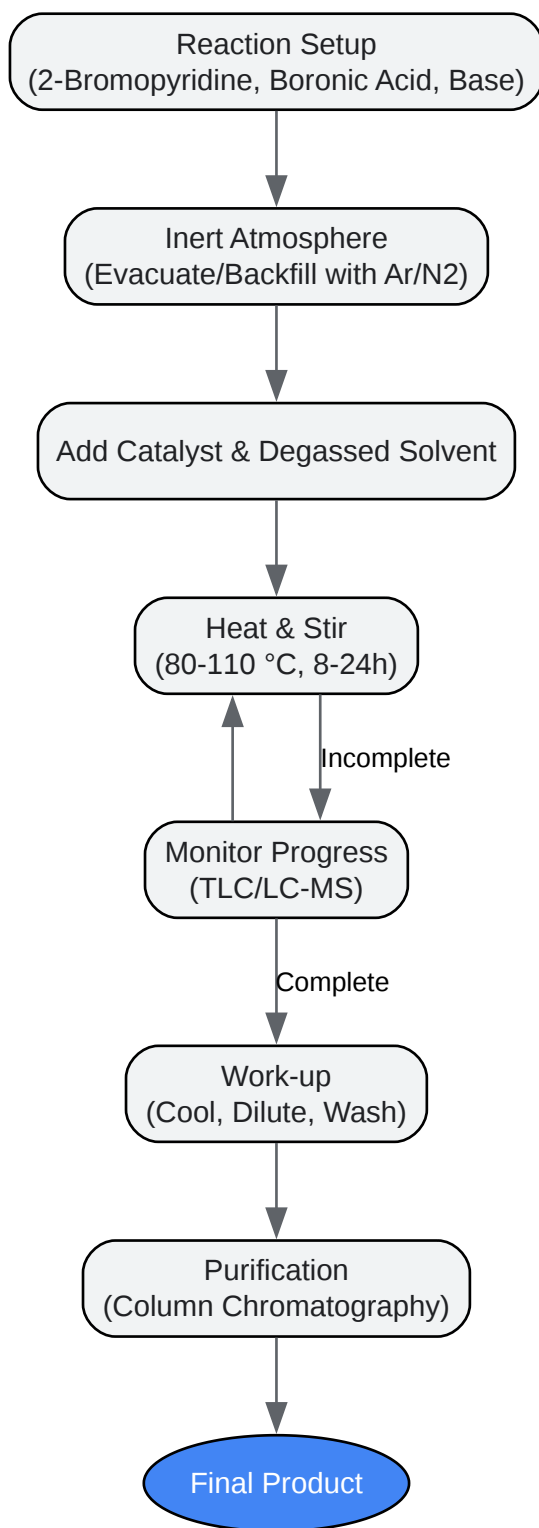 Reaction Setup
(2-Bromopyridine, Boronic Acid, Base)
Inert Atmosphere
(Evacuate/Backfill with Ar/N2)
Add Catalyst & Degassed Solvent
Heat & Stir
(80-110 °C, 8-24h)
Incomplete
Monitor Progress
(TLC/LC-MS)
Complete
Work-up
(Cool, Dilute, Wash)
Purification
(Column Chromatography)
Final Product